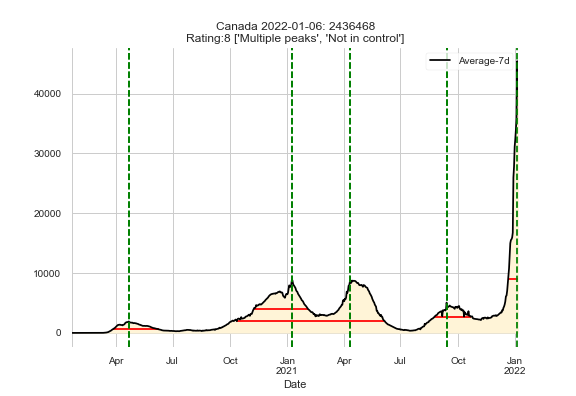 Canada 2022-01-06: 2436468
Rating:8 ['Multiple peaks', 'Not in control']
Average-7d
40000
30000
20000
10000
0
Apr Jul Oct Jan Apr Jul Oct Jan
2021 2022
Date